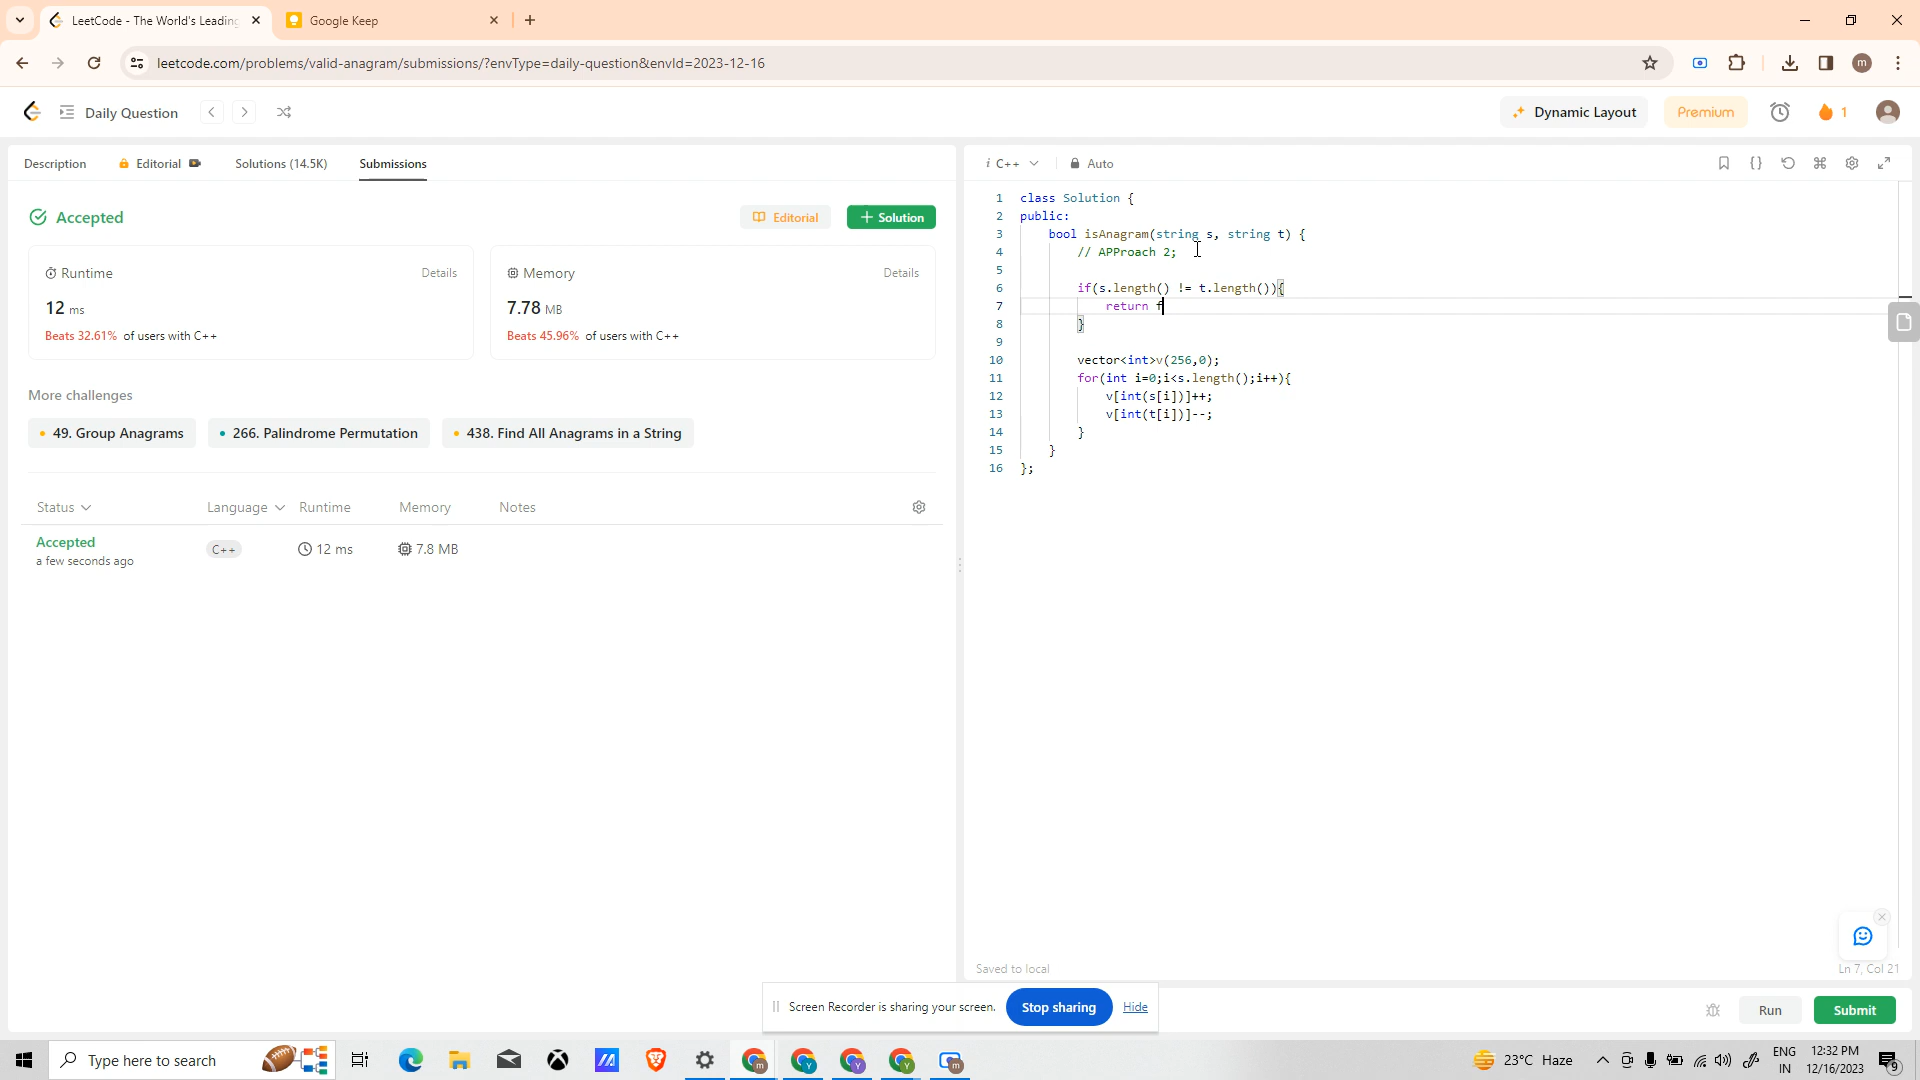 LeetCode - The World's Leading
Google Keep
leetcode.com/problems/valid-anagram/submissions/?envType=daily-question&envId=2023-12-16
m
Daily Question
Dynamic Layout
Premium
1
Description
Editorial
Solutions (14.5K)
Submissions
Accepted
Editorial
Solution
Runtime
Details
12 ms
Beats 32.61% of users with C++
Memory
Details
7.78 MB
Beats 45.96% of users with C++
More challenges
49. Group Anagrams
266. Palindrome Permutation
438. Find All Anagrams in a String
Status
Language
Runtime
Memory
Notes
Accepted
a few seconds ago
C++
12 ms
7.8 MB
i C++
Auto
1 class Solution {
2 public:
3 bool isAnagram(string s, string t) {
4 // APProach 2;
5
6 if(s.length() != t.length()){
7 return f
8 }
9
10 vector<int>v(256,0);
11 for(int i=0;i<s.length();i++){
12 v[int(s[i])]++;
13 v[int(t[i])]--;
14 }
15 }
16 };
Saved to local
Ln 7, Col 21
Screen Recorder is sharing your screen.
Stop sharing
Hide
Run
Submit
Type here to search
23°C Haze
ENG
IN
12:32 PM
12/16/2023
9